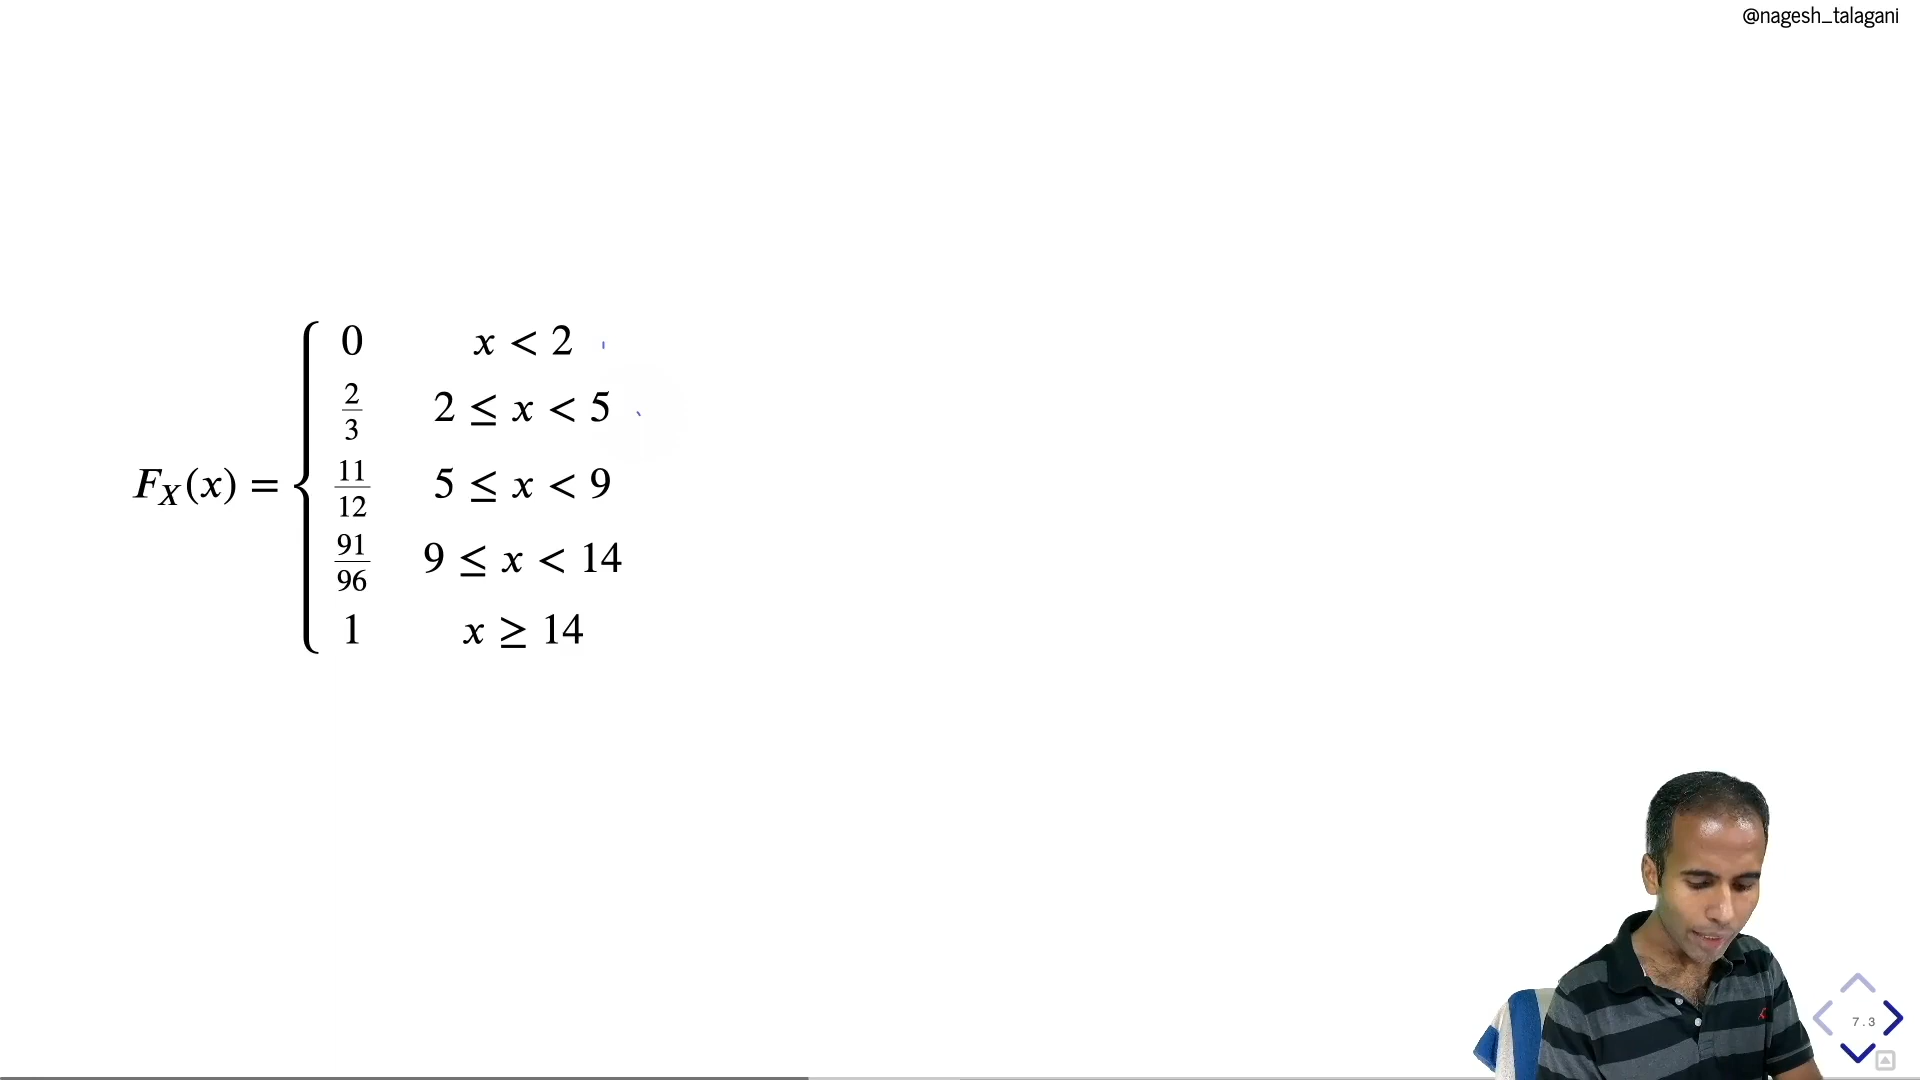 @nagesh_talagani
0 x < 2
2/3 2 ≤ x < 5
F_X(x) = { 11/12 5 ≤ x < 9
91/96 9 ≤ x < 14
1 x ≥ 14
7.3